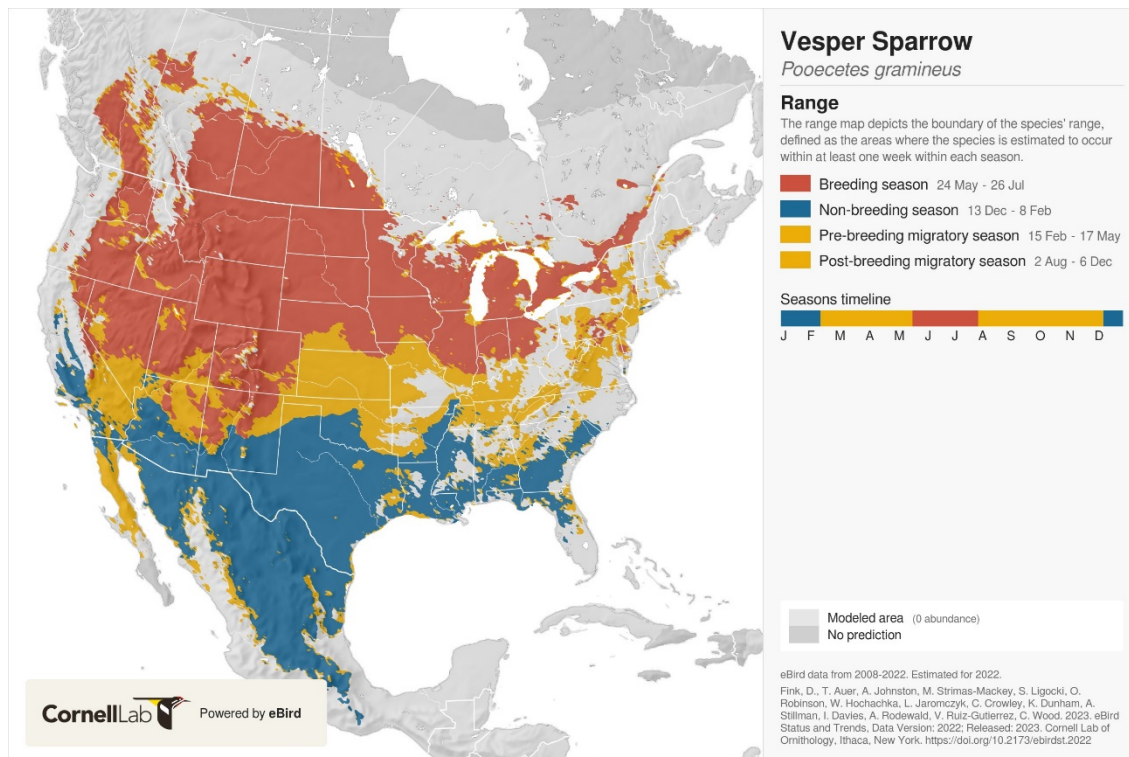 Vesper Sparrow
Pooecetes gramineus
Range
The range map depicts the boundary of the species' range,
defined as the areas where the species is estimated to occur
within at least one week within each season.
Breeding season 24 May - 26 Jul
Non-breeding season 13 Dec - 8 Feb
Pre-breeding migratory season 15 Feb - 17 May
Post-breeding migratory season 2 Aug - 6 Dec
Seasons timeline
J F M A M J J A S O N D
Modeled area (0 abundance)
No prediction
eBird data from 2008-2022. Estimated for 2022.
Fink, D., T. Auer, A. Johnston, M. Strimas-Mackey, S. Ligocki, O.
Robinson, W. Hochachka, L. Jaromczyk, C. Crowley, K. Dunham, A.
Stillman, I. Davies, A. Rodewald, V. Ruiz-Gutierrez, C. Wood. 2023. eBird
Status and Trends, Data Version: 2022; Released: 2023. Cornell Lab of
Ornithology, Ithaca, New York. https://doi.org/10.2173/ebirdst.2022
CornellLab Powered by eBird